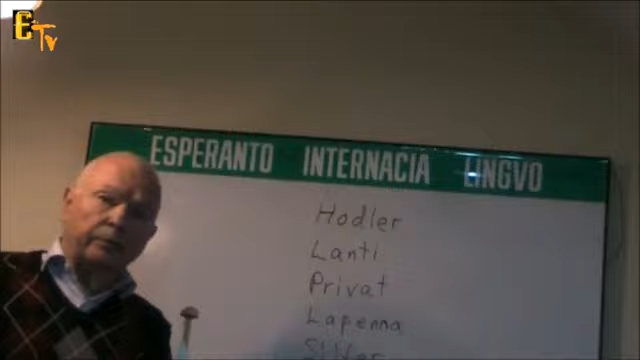 ETv
ESPERANTO INTERNACIA LINGVO
Hodler
Lanti
Privat
Lapenna